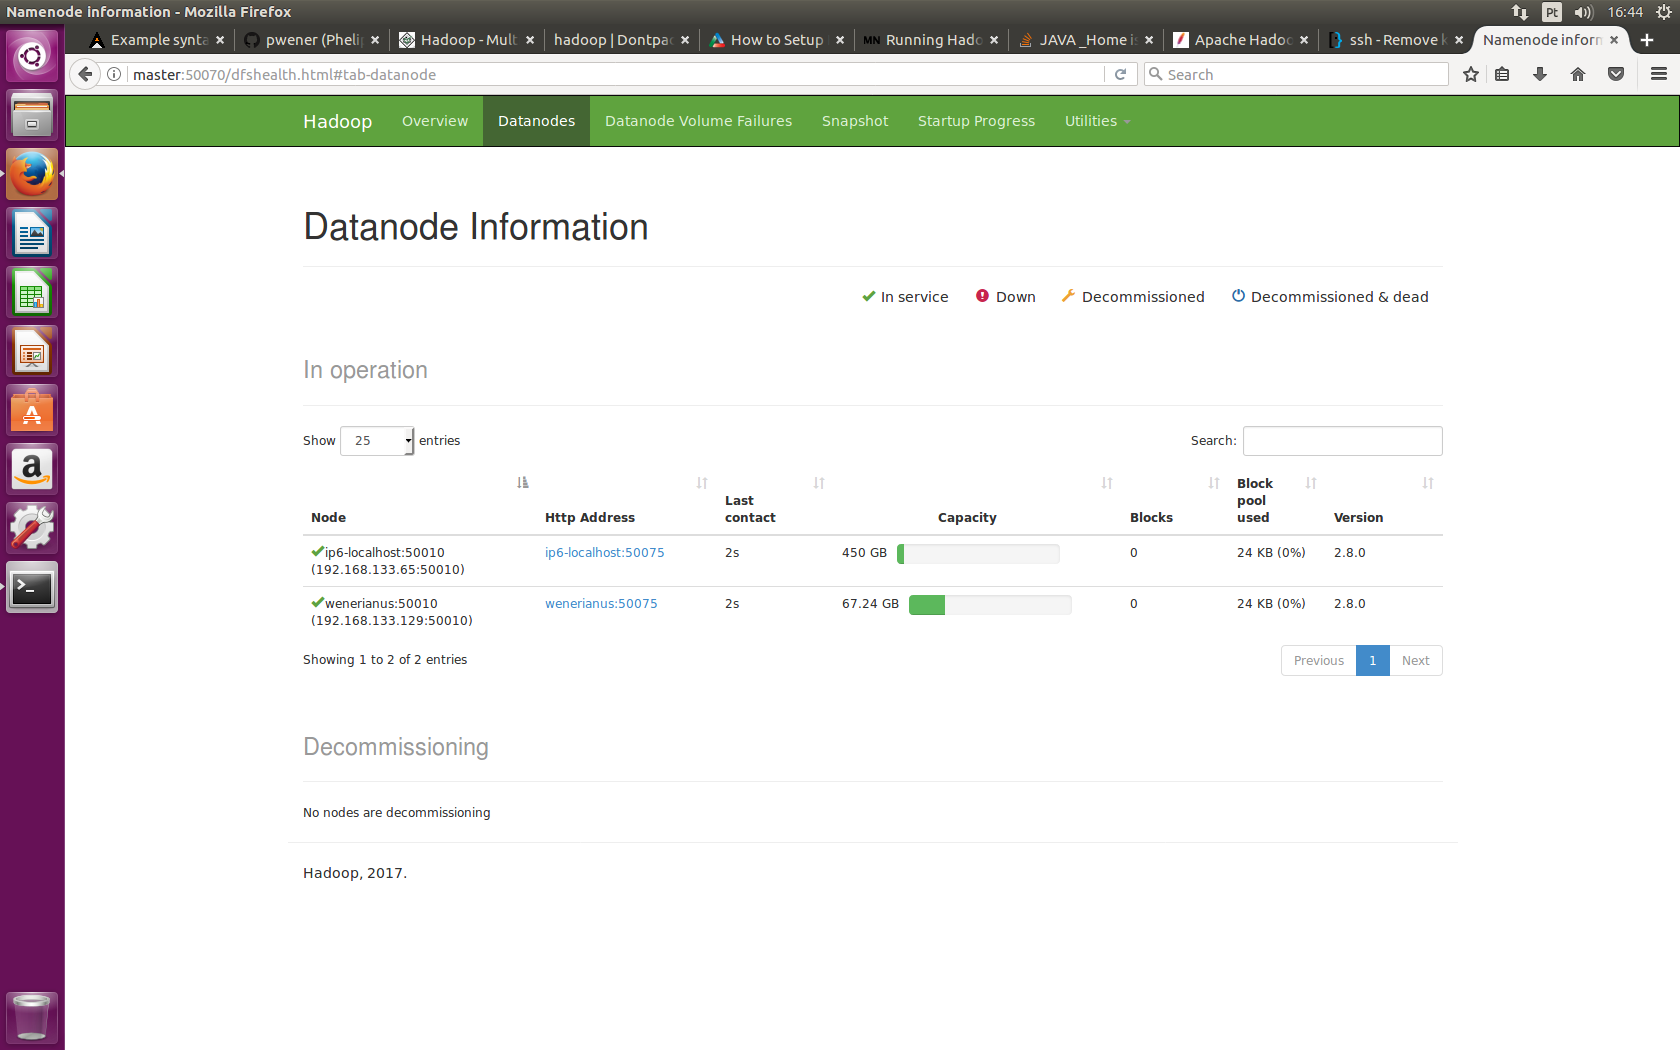 Namenode information - Mozilla Firefox
Pt
16:44
Example synta
pwener (Pheli
Hadoop - Mult
hadoop | Dontpad
How to Setup
MN Running Hado
JAVA _Home is
Apache Hadoo
ssh - Remove k
Namenode inform
master:50070/dfshealth.html#tab-datanode
Search
Hadoop Overview Datanodes Datanode Volume Failures Snapshot Startup Progress Utilities
Datanode Information
In service Down Decommissioned Decommissioned & dead
In operation
Show 25 entries
Search:
Node Http Address Last contact Capacity Blocks Block pool used Version
ip6-localhost:50010 (192.168.133.65:50010) ip6-localhost:50075 2s 450 GB 0 24 KB (0%) 2.8.0
wenerianus:50010 (192.168.133.129:50010) wenerianus:50075 2s 67.24 GB 0 24 KB (0%) 2.8.0
Showing 1 to 2 of 2 entries
Previous 1 Next
Decommissioning
No nodes are decommissioning
Hadoop, 2017.